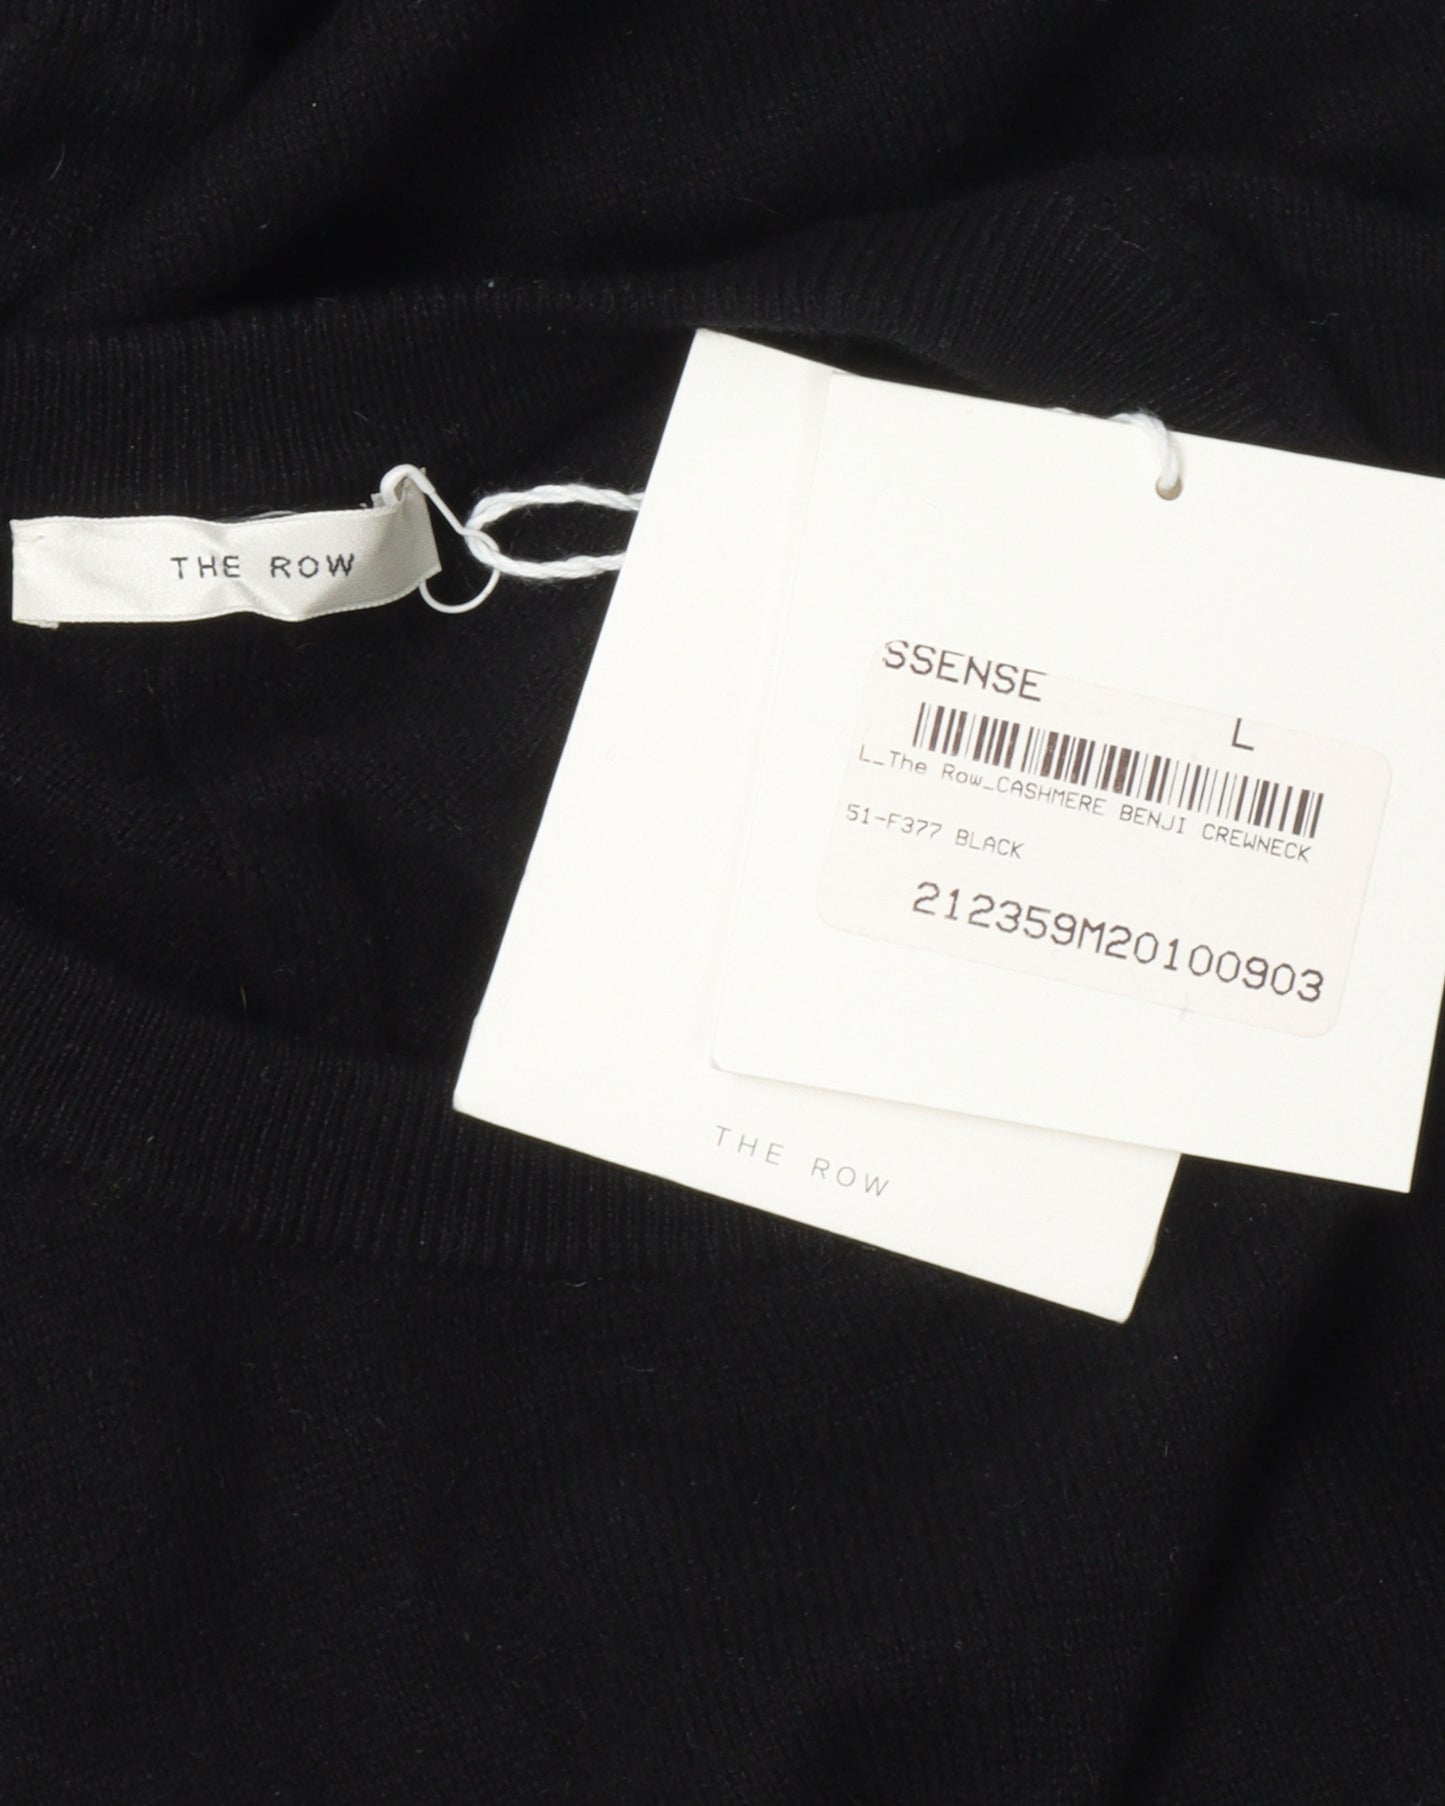 THE ROW
SSENSE
L
L_The Row_CASHMERE BENJI CREWNECK
51-F377 BLACK
212359M20100903
THE ROW